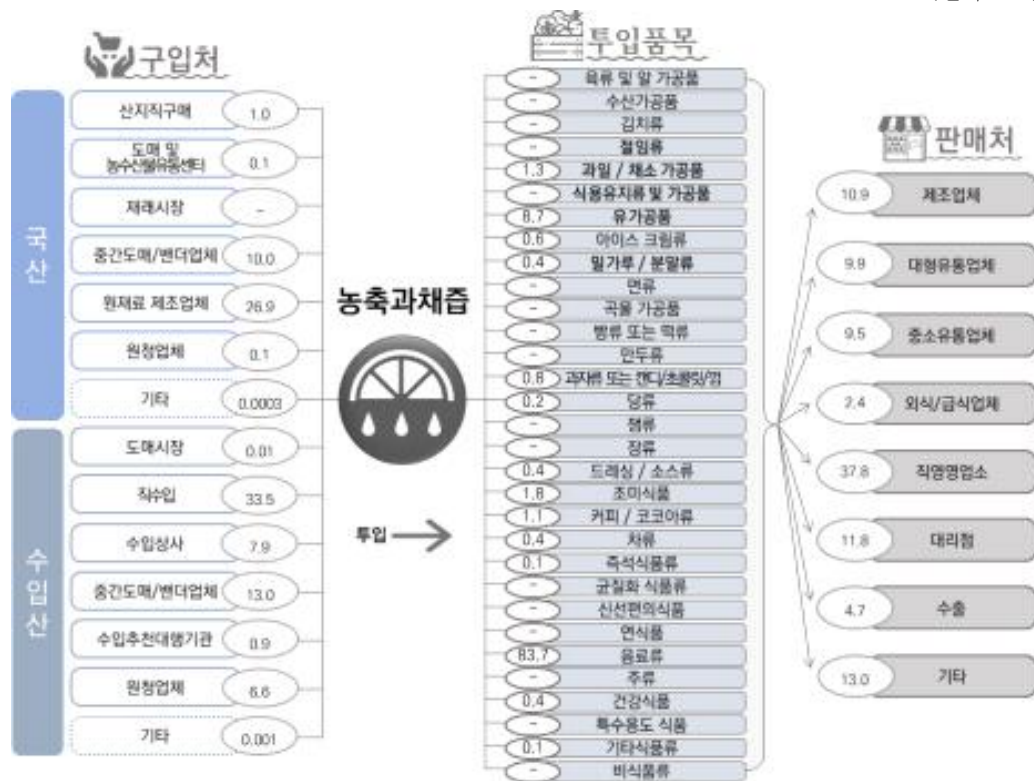 구입처
국산
산지직구매 1.0
도매 및
농수산물유통센터 0.1
재래시장 -
중간도매/밴더업체 10.0
원재료 제조업체 26.9
원청업체 0.1
기타 0.0003
수입산
도매시장 0.01
직수입 33.5
수입상사 7.9
중간도매/밴더업체 13.0
수입추천대행기관 0.9
원청업체 6.6
기타 0.001
농축과채즙
투입
투입품목
- 육류 및 알 가공품
- 수산가공품
- 김치류
- 절임류
1.3 과일 / 채소 가공품
- 식용유지류 및 가공품
8.7 유가공품
0.6 아이스 크림류
0.4 밀가루 / 분말류
- 면류
- 곡물 가공품
- 빵류 또는 떡류
- 만두류
0.8 과자류 또는 캔디/초콜릿/껌
0.2 당류
- 잼류
- 장류
0.4 드레싱 / 소스류
1.8 조미식품
1.1 커피 / 코코아류
0.4 차류
0.1 즉석식품류
- 균질화 식품류
- 신선편의식품
- 연식품
83.7 음료류
- 주류
0.4 건강식품
- 특수용도 식품
0.1 기타식품류
- 비식품류
판매처
10.9 제조업체
9.9 대형유통업체
9.5 중소유통업체
2.4 외식/급식업체
37.8 직영영업소
11.8 대리점
4.7 수출
13.0 기타